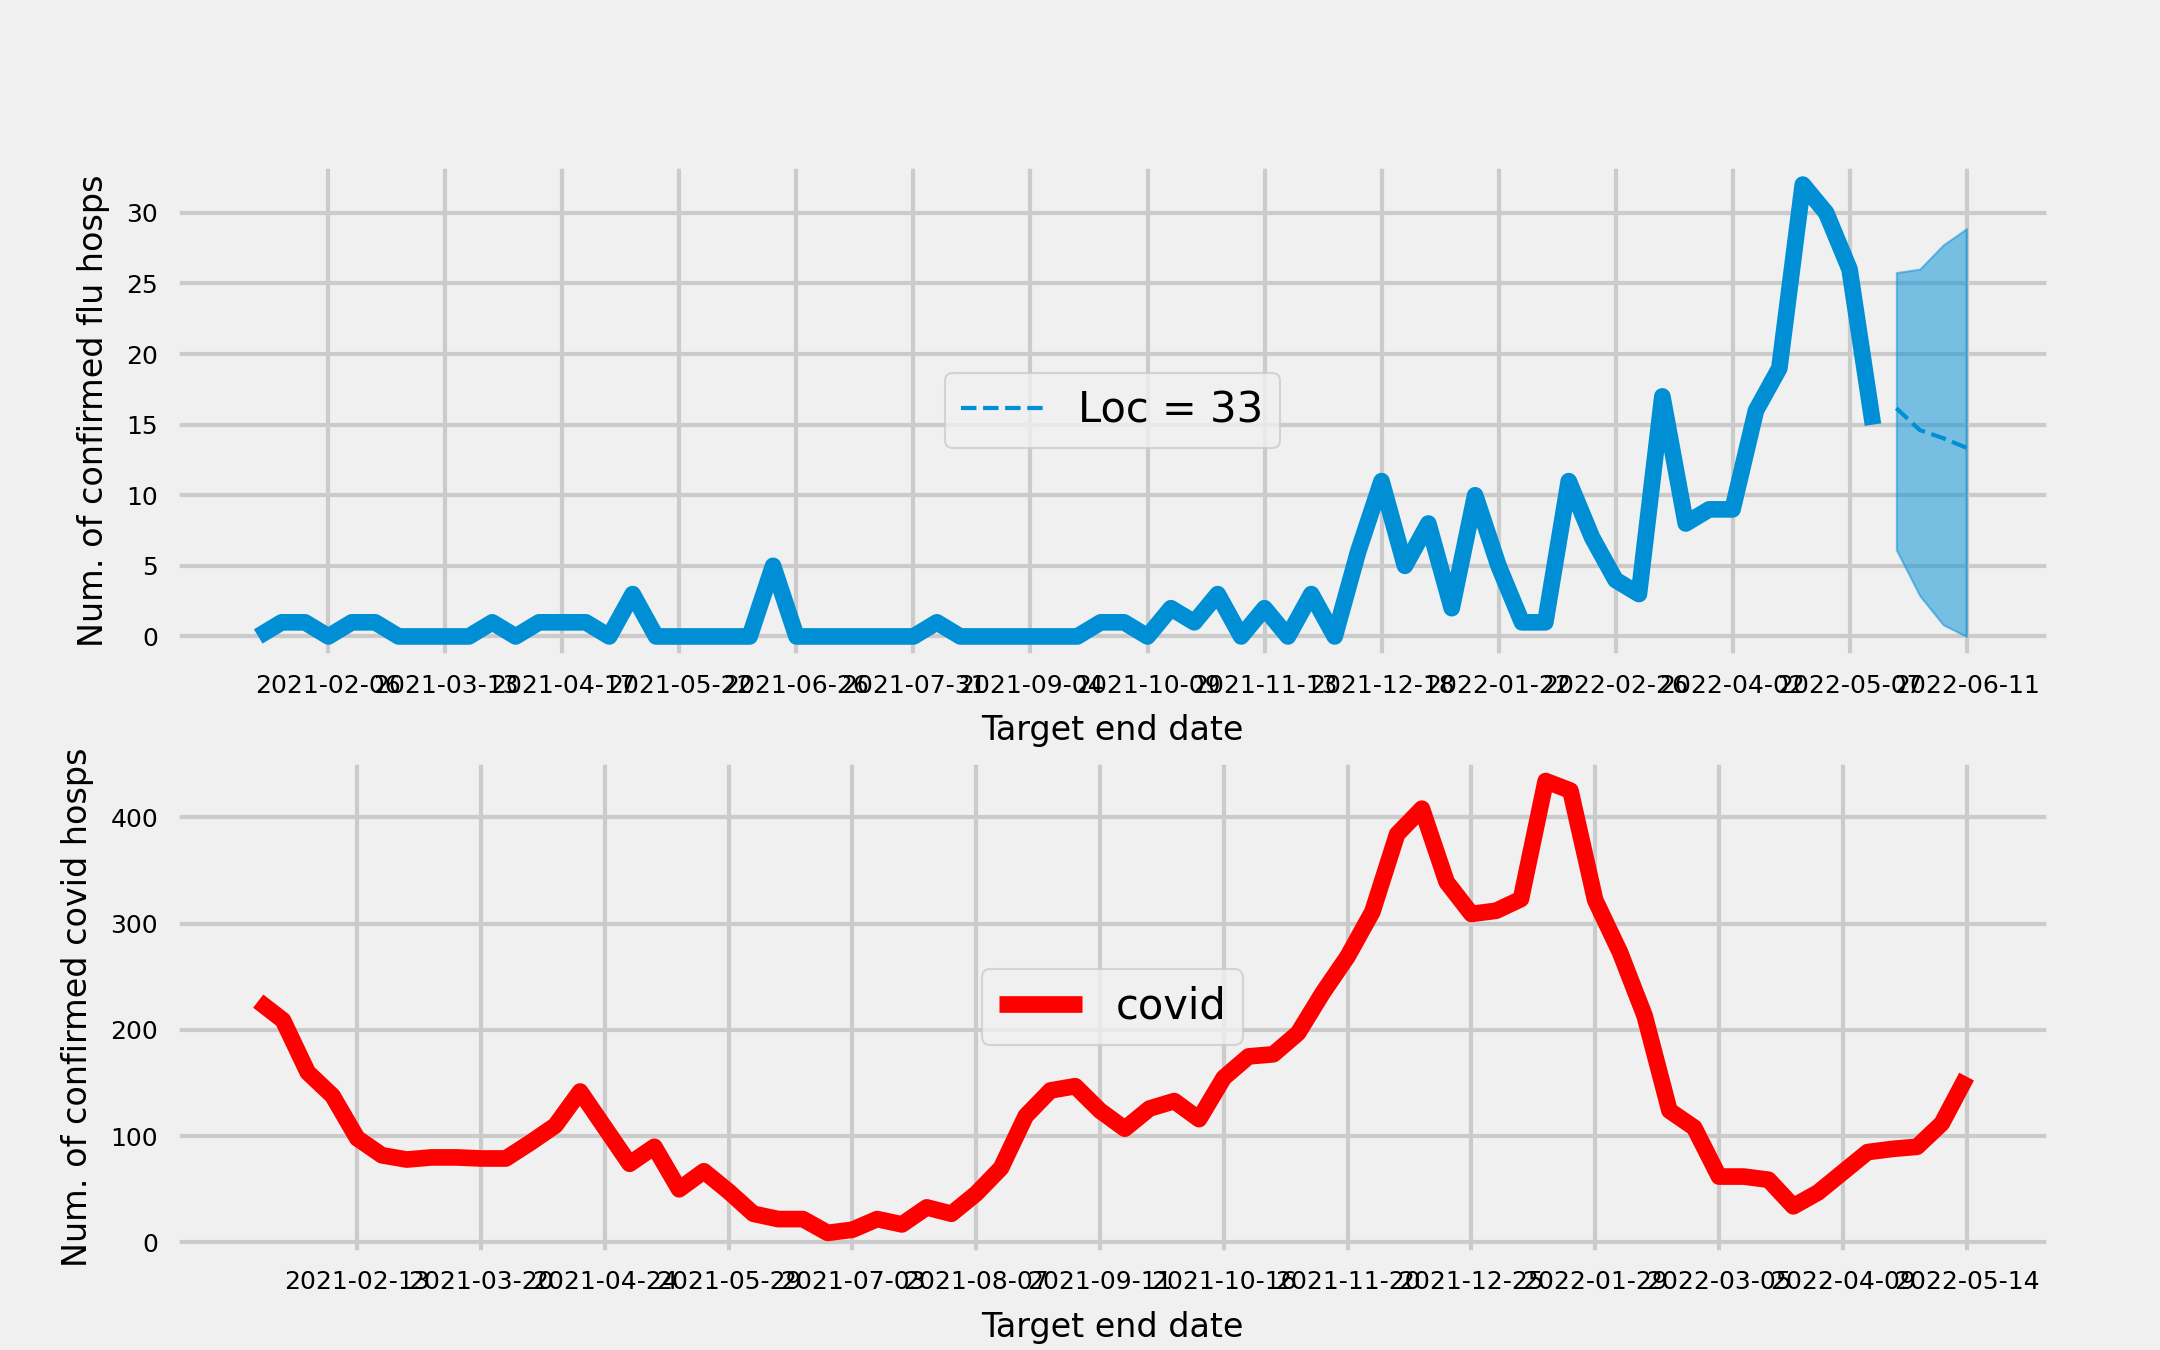 Num. of confirmed flu hosps
30
25
20
15
10
5
0
Loc = 33
2021-02-06 2021-03-13 2021-04-17 2021-05-22 2021-06-26 2021-07-31 2021-09-04 2021-10-09 2021-11-13 2021-12-18 2022-01-22 2022-02-26 2022-04-02 2022-05-07 2022-06-11
Target end date
Num. of confirmed covid hosps
400
300
200
100
0
covid
2021-02-13 2021-03-20 2021-04-24 2021-05-29 2021-07-03 2021-08-07 2021-09-11 2021-10-16 2021-11-20 2021-12-25 2022-01-29 2022-03-05 2022-04-09 2022-05-14
Target end date